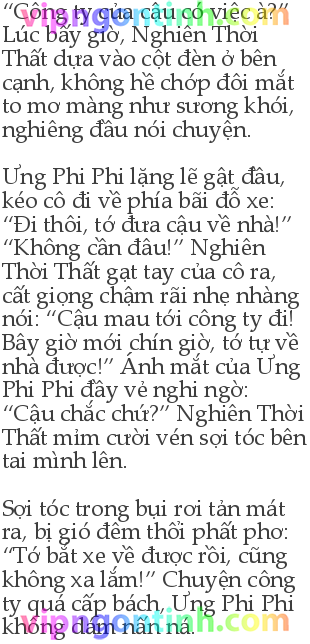 “Công ty của cậu có việc à?”
Lúc bấy giờ, Nghiên Thời
Thất dựa vào cột đèn ở bên
cạnh, không hề chớp đôi mắt
to mơ màng như sương khói,
nghiêng đầu nói chuyện.
Ưng Phi Phi lặng lẽ gật đầu,
kéo cô đi về phía bãi đỗ xe:
“Đi thôi, tớ đưa cậu về nhà!”
“Không cần đâu!” Nghiên
Thời Thất gạt tay của cô ra,
cất giọng chậm rãi nhẹ nhàng
nói: “Cậu mau tới công ty đi!
Bây giờ mới chín giờ, tớ tự về
nhà được!” Ánh mắt của Ưng
Phi Phi đầy vẻ nghi ngờ:
“Cậu chắc chứ?” Nghiên Thời
Thất mỉm cười vén sợi tóc bên
tai mình lên.
Sợi tóc trong bụi rơi tản mát
ra, bị gió đêm thổi phất phơ:
“Tớ bắt xe về được rồi, cũng
không xa lắm!” Chuyện công
ty quá cấp bách, Ưng Phi Phi
không dám nấn ná.
vipngontinh.com
vipngontinh.com